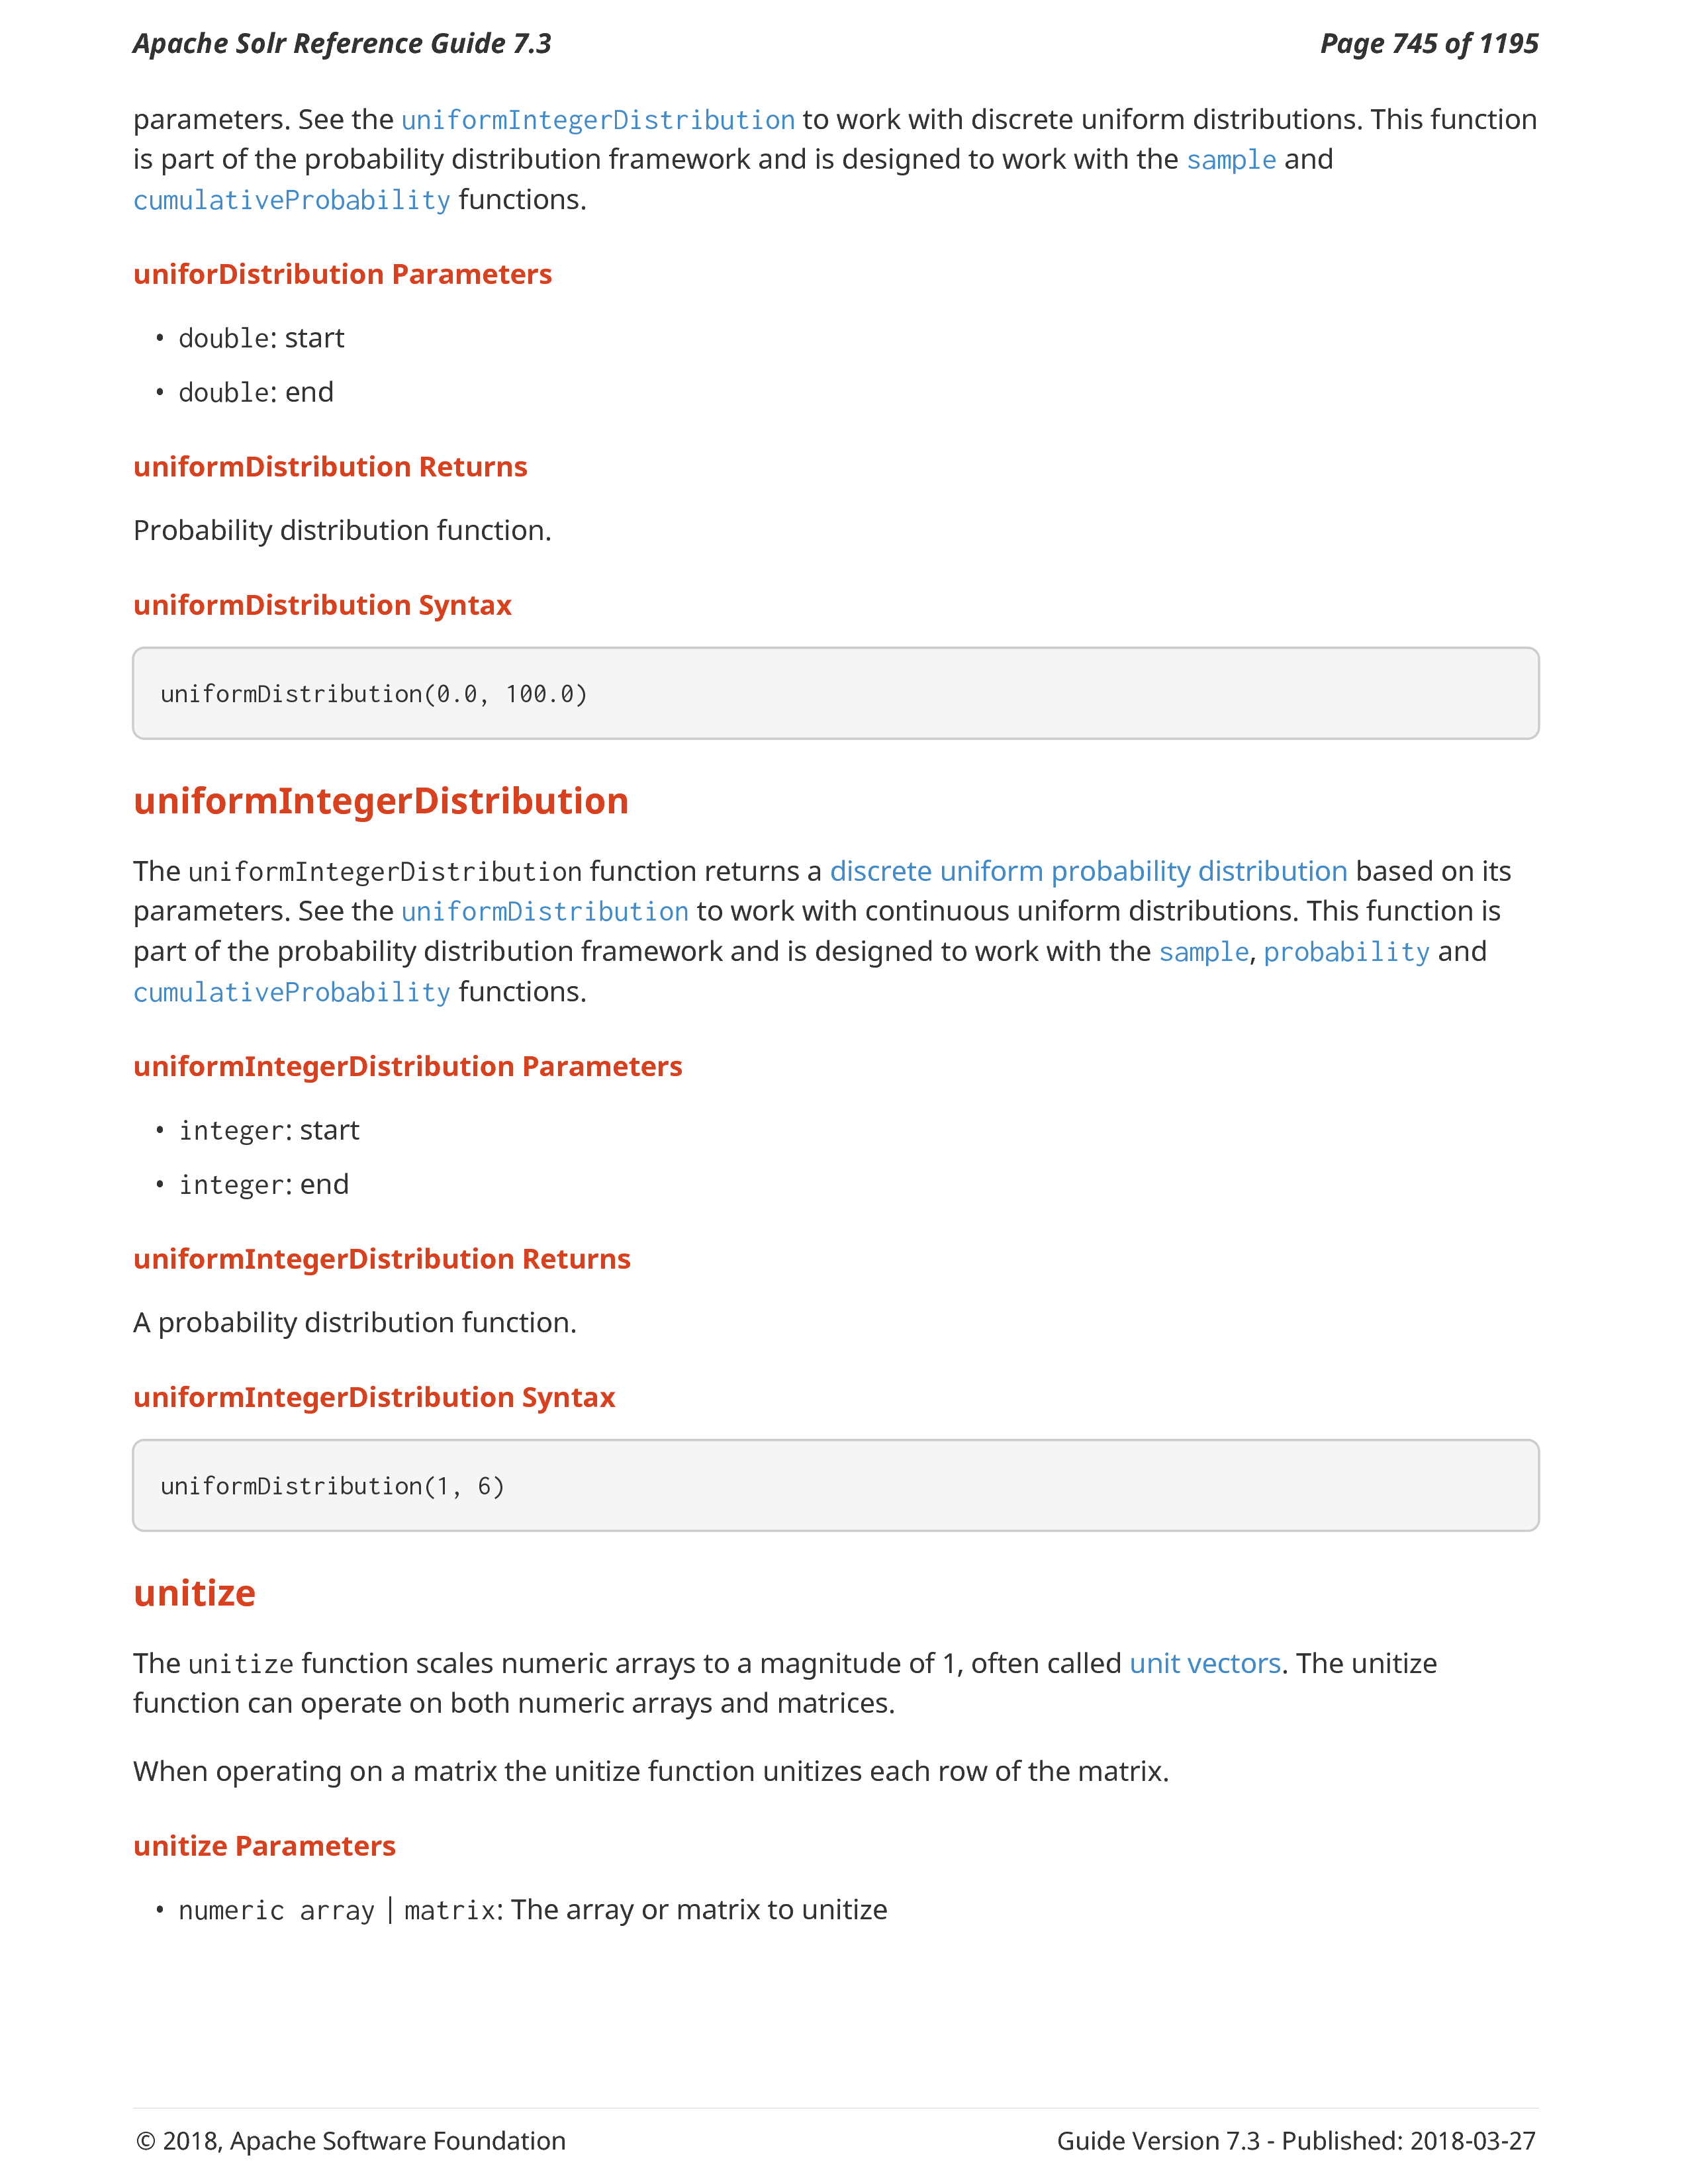 Apache Solr Reference Guide 7.3
Page 745 of 1195
parameters. See the uniformIntegerDistribution to work with discrete uniform distributions. This function
is part of the probability distribution framework and is designed to work with the sample and
cumulativeProbability functions.
uniforDistribution Parameters
• double: start
• double: end
uniformDistribution Returns
Probability distribution function.
uniformDistribution Syntax
uniformDistribution(0.0, 100.0)
uniformIntegerDistribution
The uniformIntegerDistribution function returns a discrete uniform probability distribution based on its
parameters. See the uniformDistribution to work with continuous uniform distributions. This function is
part of the probability distribution framework and is designed to work with the sample, probability and
cumulativeProbability functions.
uniformIntegerDistribution Parameters
• integer: start
• integer: end
uniformIntegerDistribution Returns
A probability distribution function.
uniformIntegerDistribution Syntax
uniformDistribution(1, 6)
unitize
The unitize function scales numeric arrays to a magnitude of 1, often called unit vectors. The unitize
function can operate on both numeric arrays and matrices.
When operating on a matrix the unitize function unitizes each row of the matrix.
unitize Parameters
• numeric array | matrix: The array or matrix to unitize
© 2018, Apache Software Foundation
Guide Version 7.3 - Published: 2018-03-27